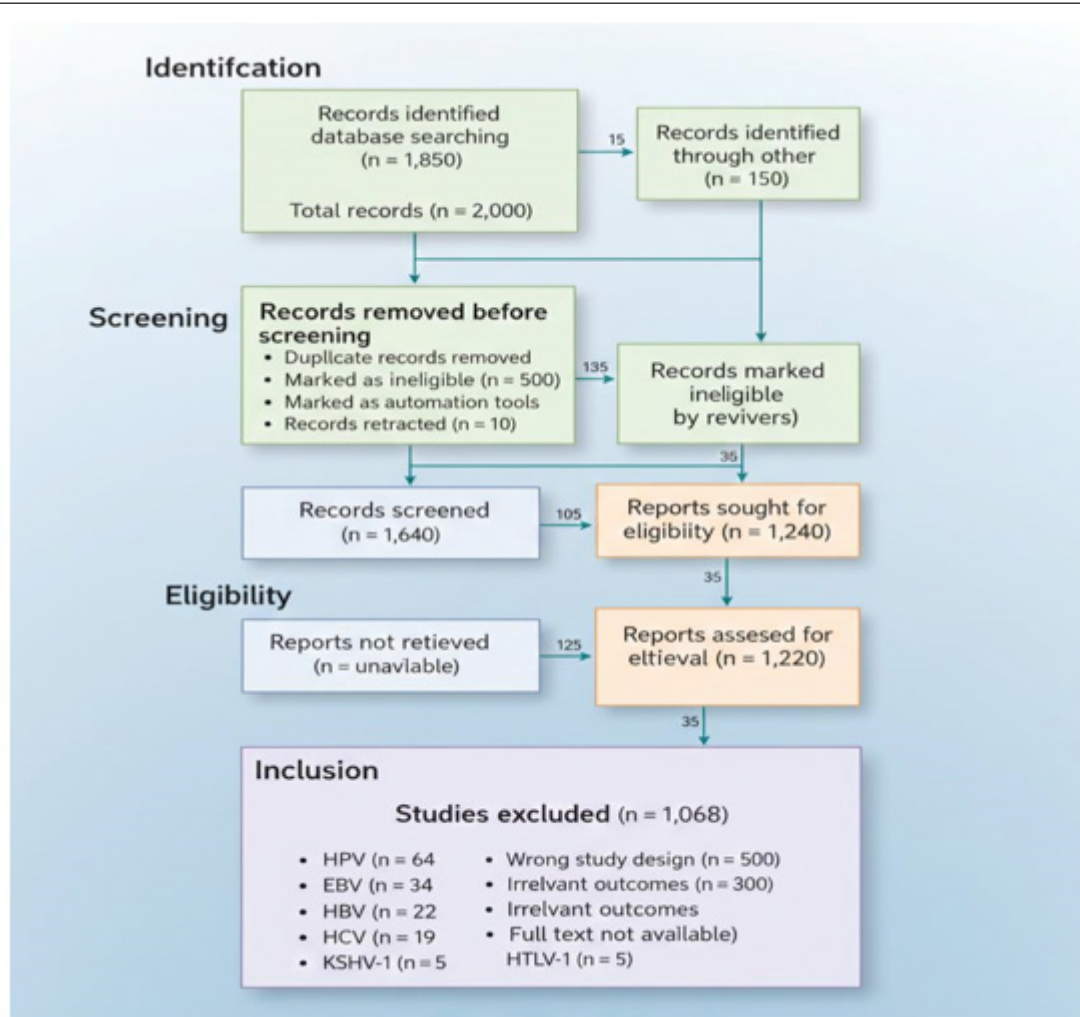 Identifcation
Records identified
database searching
(n = 1,850)
Total records (n = 2,000)
15
Records identified
through other
(n = 150)
Screening
Records removed before
screening
• Dupllcate records removed
• Marked as ineligible (n = 500)
• Marked as automation tools
• Records retracted (n = 10)
135
Records marked
ineligible
by revivers)
35
Records screened
(n = 1,640)
105
Reports sought for
eligibiity (n = 1,240)
35
Eligibility
Reports not retieved
(n = unavlable)
125
Reports assesed for
eltieval (n = 1,220)
35
Inclusion
Studies excluded (n = 1,068)
• HPV (n = 64
• EBV (n = 34
• HBV (n = 22
• HCV (n = 19
• KSHV-1 (n = 5
• Wrong study design (n = 500)
• Irrelvant outcomes (n = 300)
• Irrelvant outcomes
• Full text not available)
HTLV-1 (n = 5)